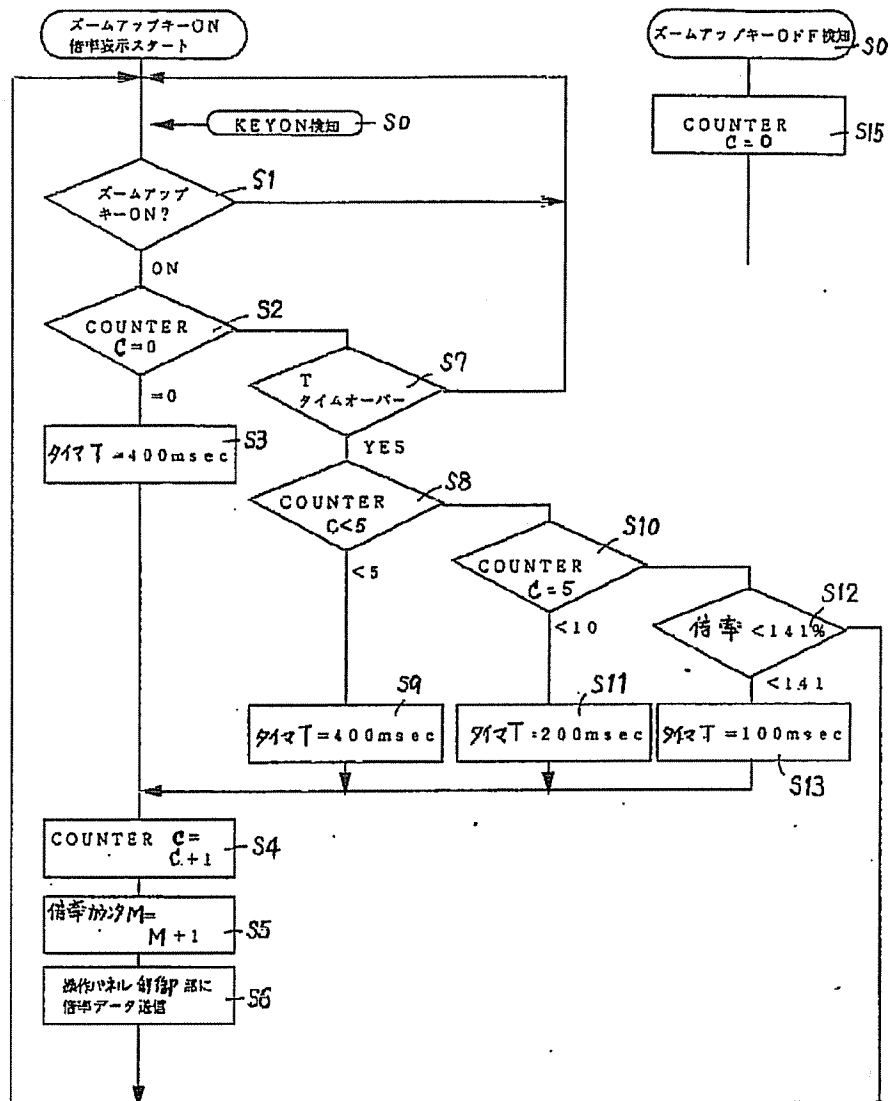 ズームアップキーON
倍率表示スタート
KEYON検知
S0
ズームアップ
キーON?
S1
ON
COUNTER
C=0
S2
=0
タイマT=400msec
S3
T
タイムオーバー
S7
YES
COUNTER
C<5
S8
<5
COUNTER
C=5
S10
<10
倍率<141%
S12
<141
タイマT=400msec
S9
タイマT=200msec
S11
タイマT=100msec
S13
COUNTER C=
C+1
S4
倍率カウンタM=
M+1
S5
操作パネル制御部に
倍率データ送信
S6
ズームアップキーOFF検知
S0
COUNTER
C=0
S15